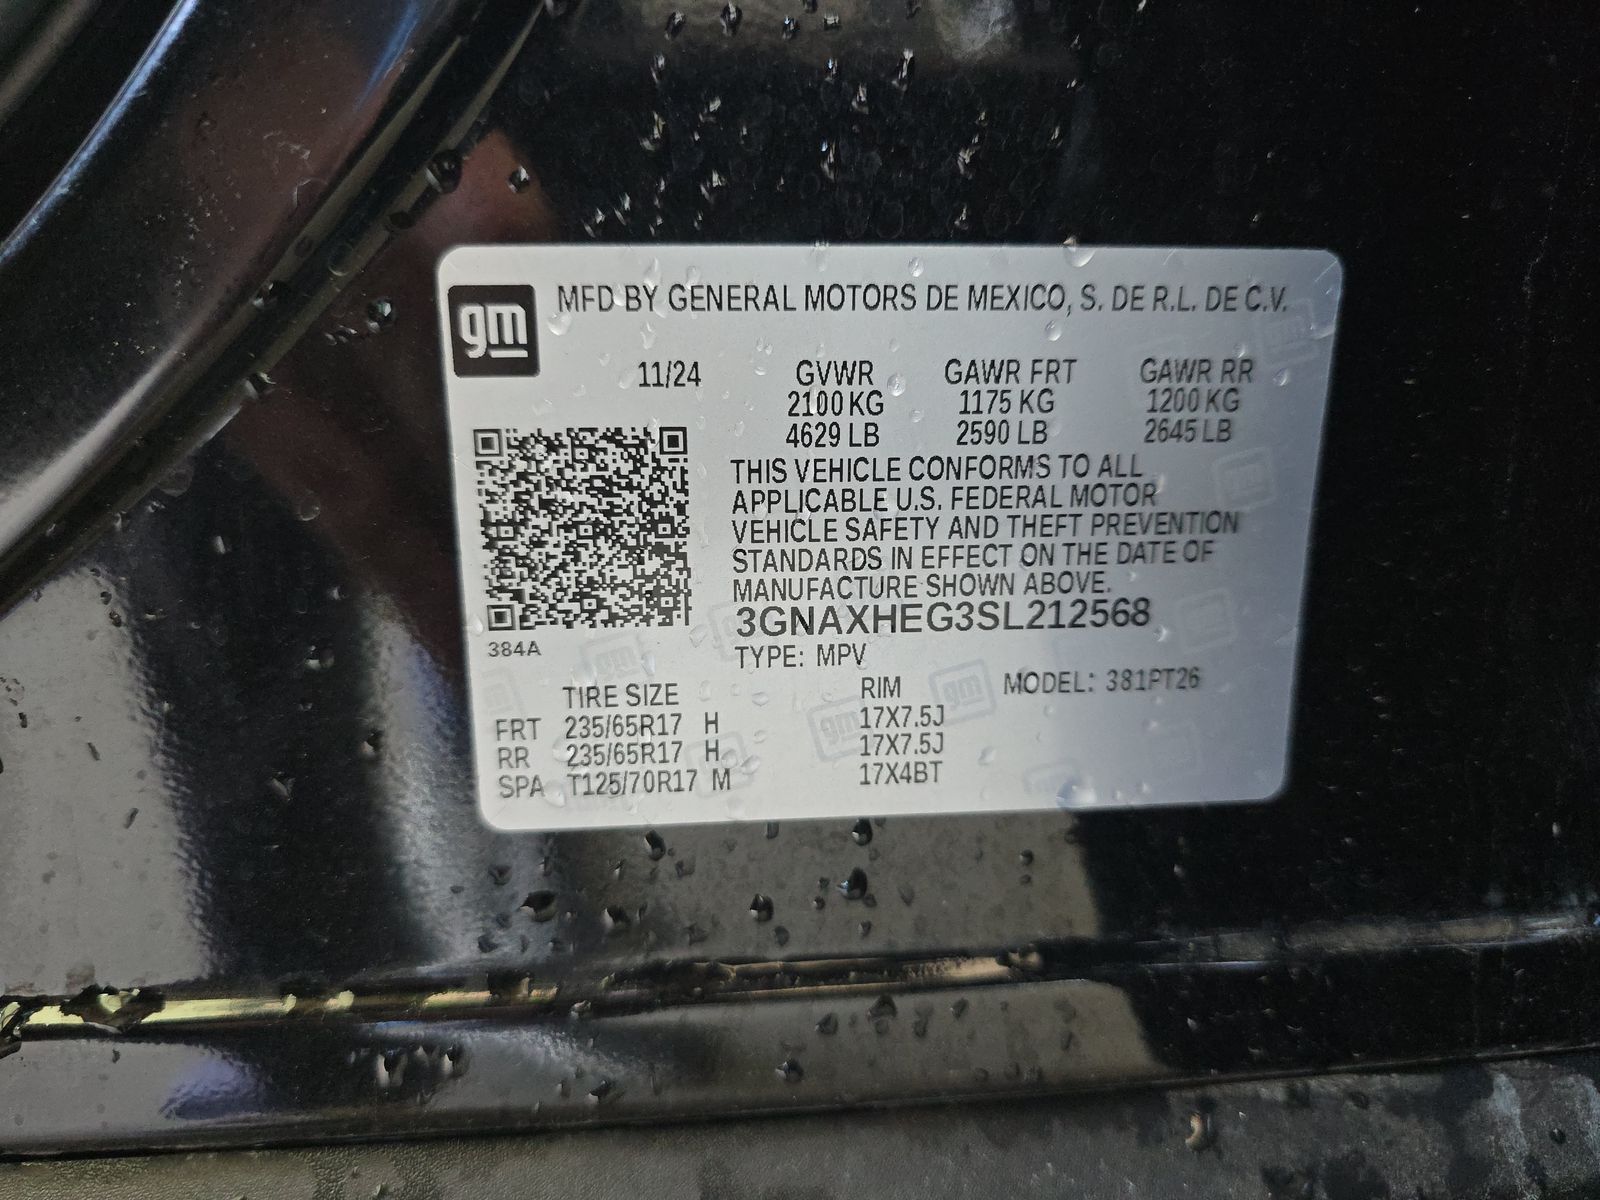 gm MFD BY GENERAL MOTORS DE MEXICO, S. DE R.L. DE C.V.
11/24 GVWR GAWR FRT GAWR RR
2100 KG 1175 KG 1200 KG
4629 LB 2590 LB 2645 LB
THIS VEHICLE CONFORMS TO ALL
APPLICABLE U.S. FEDERAL MOTOR
VEHICLE SAFETY AND THEFT PREVENTION
STANDARDS IN EFFECT ON THE DATE OF
MANUFACTURE SHOWN ABOVE.
3GNAXHEG3SL212568
384A
TYPE: MPV
TIRE SIZE RIM MODEL: 381PT26
FRT 235/65R17 H 17X7.5J
RR 235/65R17 H 17X7.5J
SPA T125/70R17 M 17X4BT